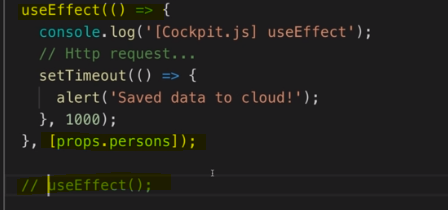 useEffect(() => {
console.log('[Cockpit.js] useEffect');
// Http request...
setTimeout(() => {
alert('Saved data to cloud!');
}, 1000);
}, [props.persons]);
// useEffect();